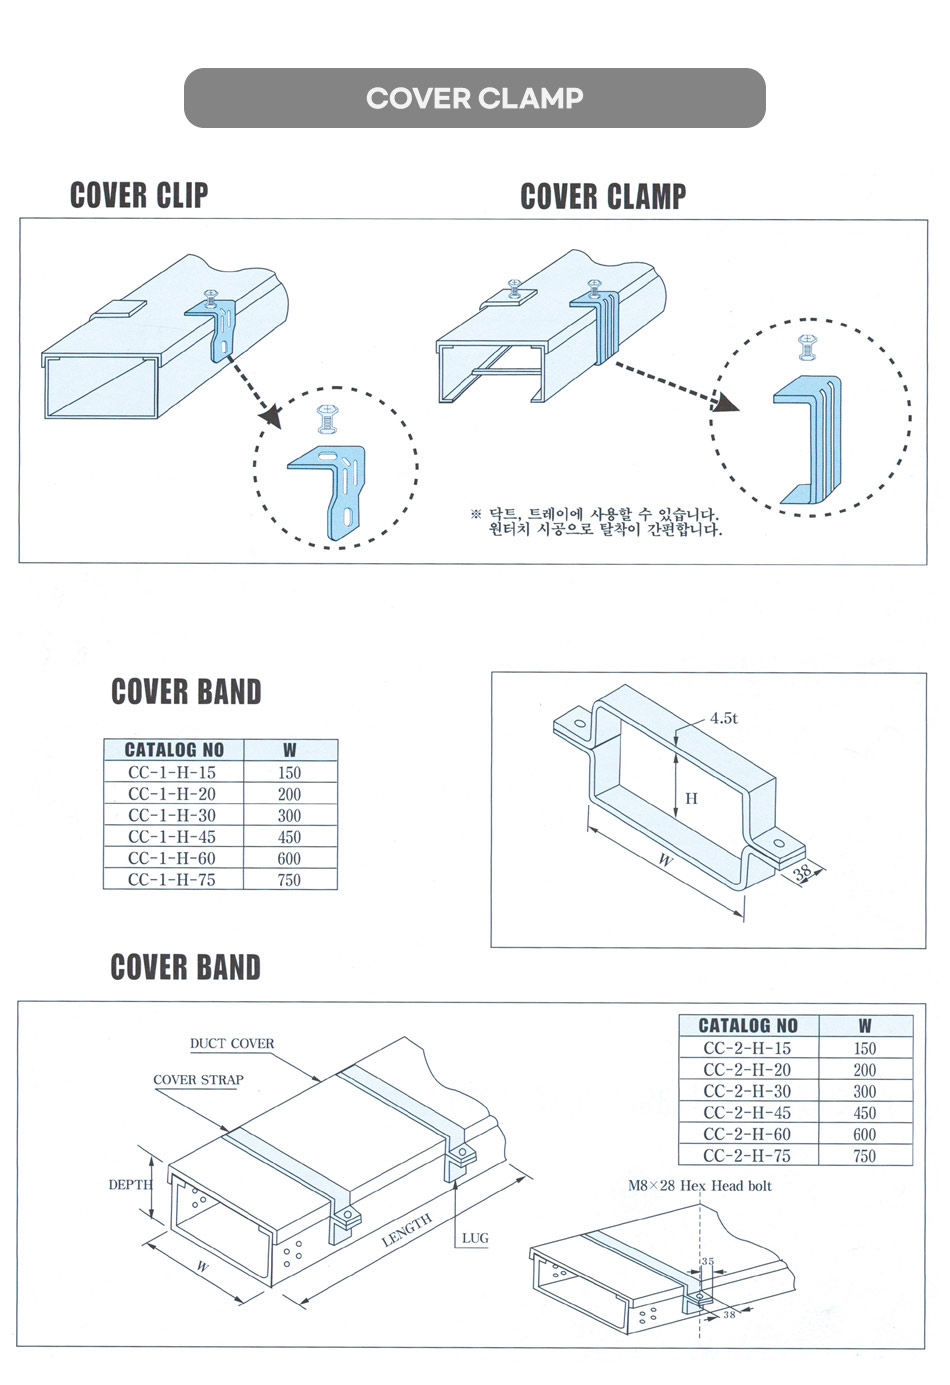 COVER CLAMP
COVER CLIP
COVER CLAMP
※ 닥트, 트레이에 사용할 수 있습니다.
원터치 시공으로 탈착이 간편합니다.
COVER BAND
CATALOG NO W
CC-1-H-15 150
CC-1-H-20 200
CC-1-H-30 300
CC-1-H-45 450
CC-1-H-60 600
CC-1-H-75 750
4.5t
H
W
38
COVER BAND
DUCT COVER
COVER STRAP
DEPTH
W
LENGTH
LUG
CATALOG NO W
CC-2-H-15 150
CC-2-H-20 200
CC-2-H-30 300
CC-2-H-45 450
CC-2-H-60 600
CC-2-H-75 750
M8×28 Hex Head bolt
35
38